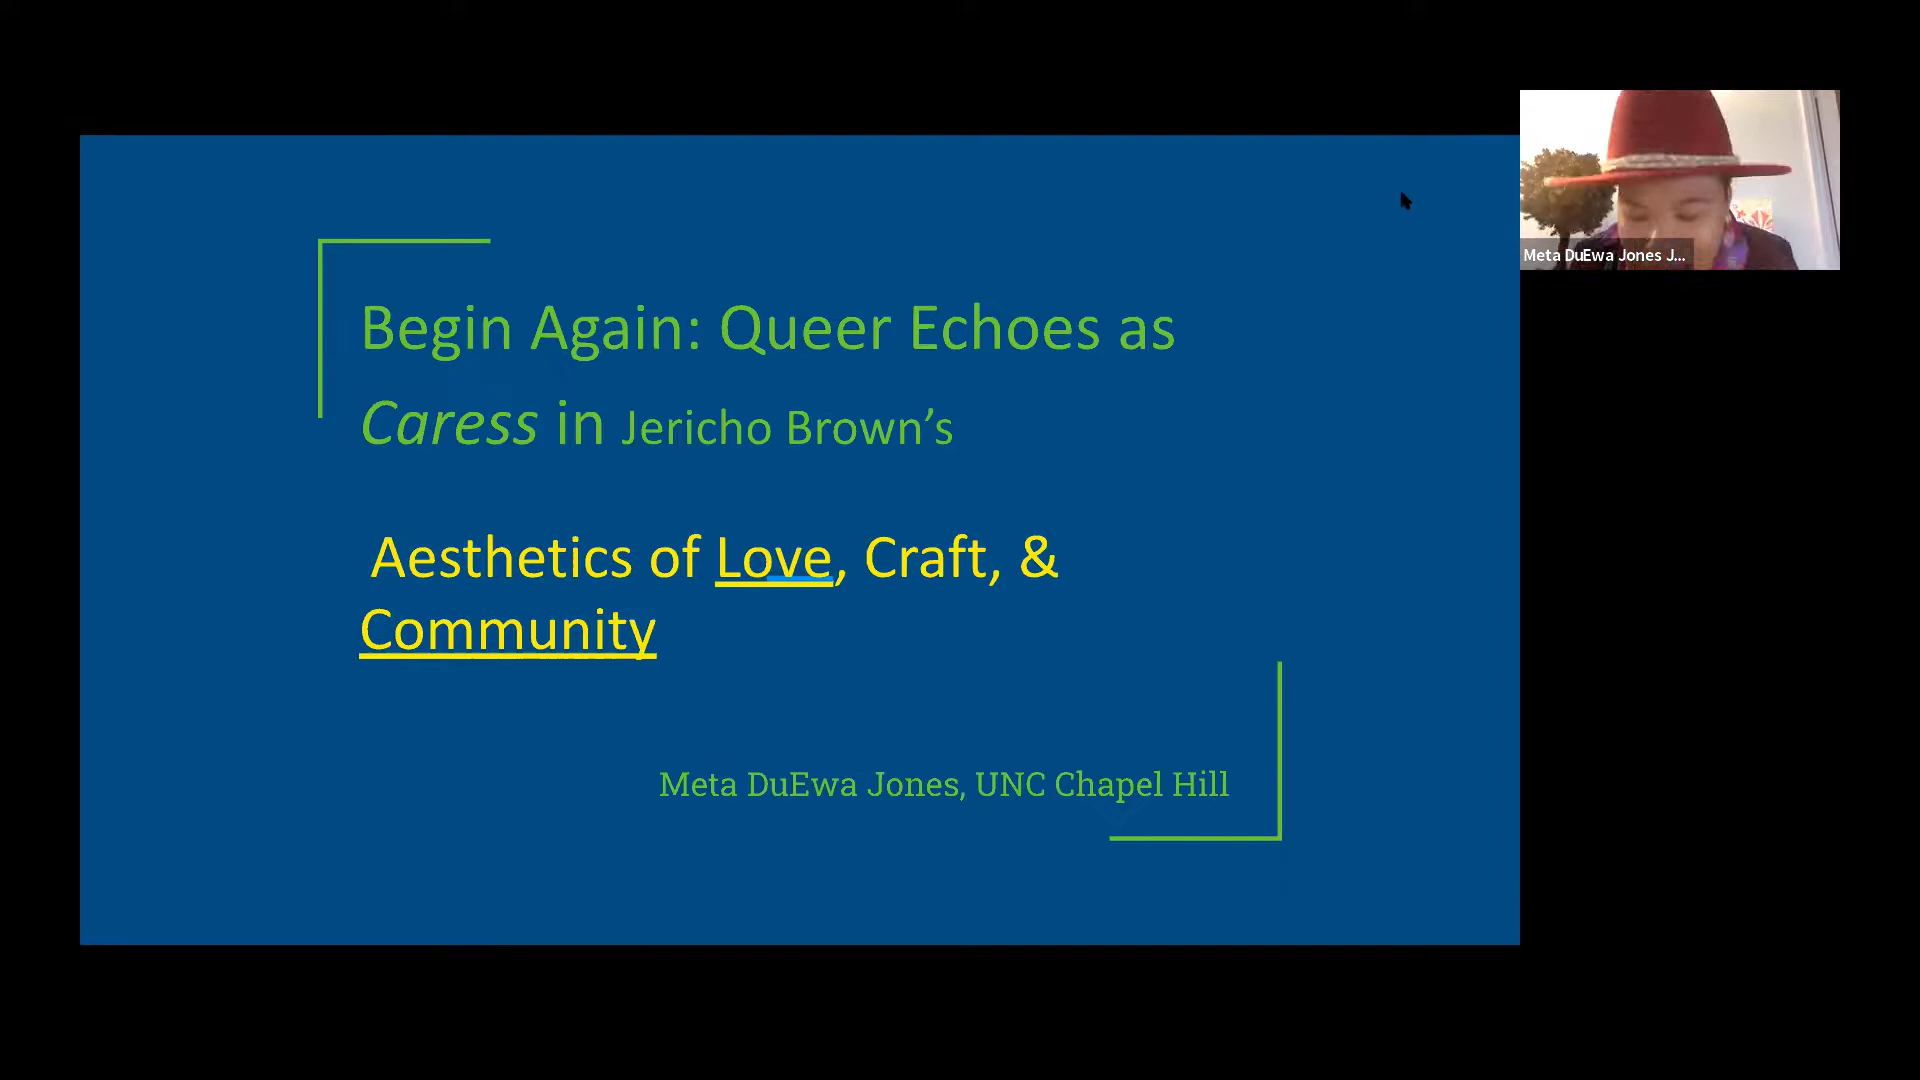 Begin Again: Queer Echoes as
Caress in Jericho Brown’s
Aesthetics of Love, Craft, &
Community
Meta DuEwa Jones, UNC Chapel Hill
Meta DuEwa Jones J...